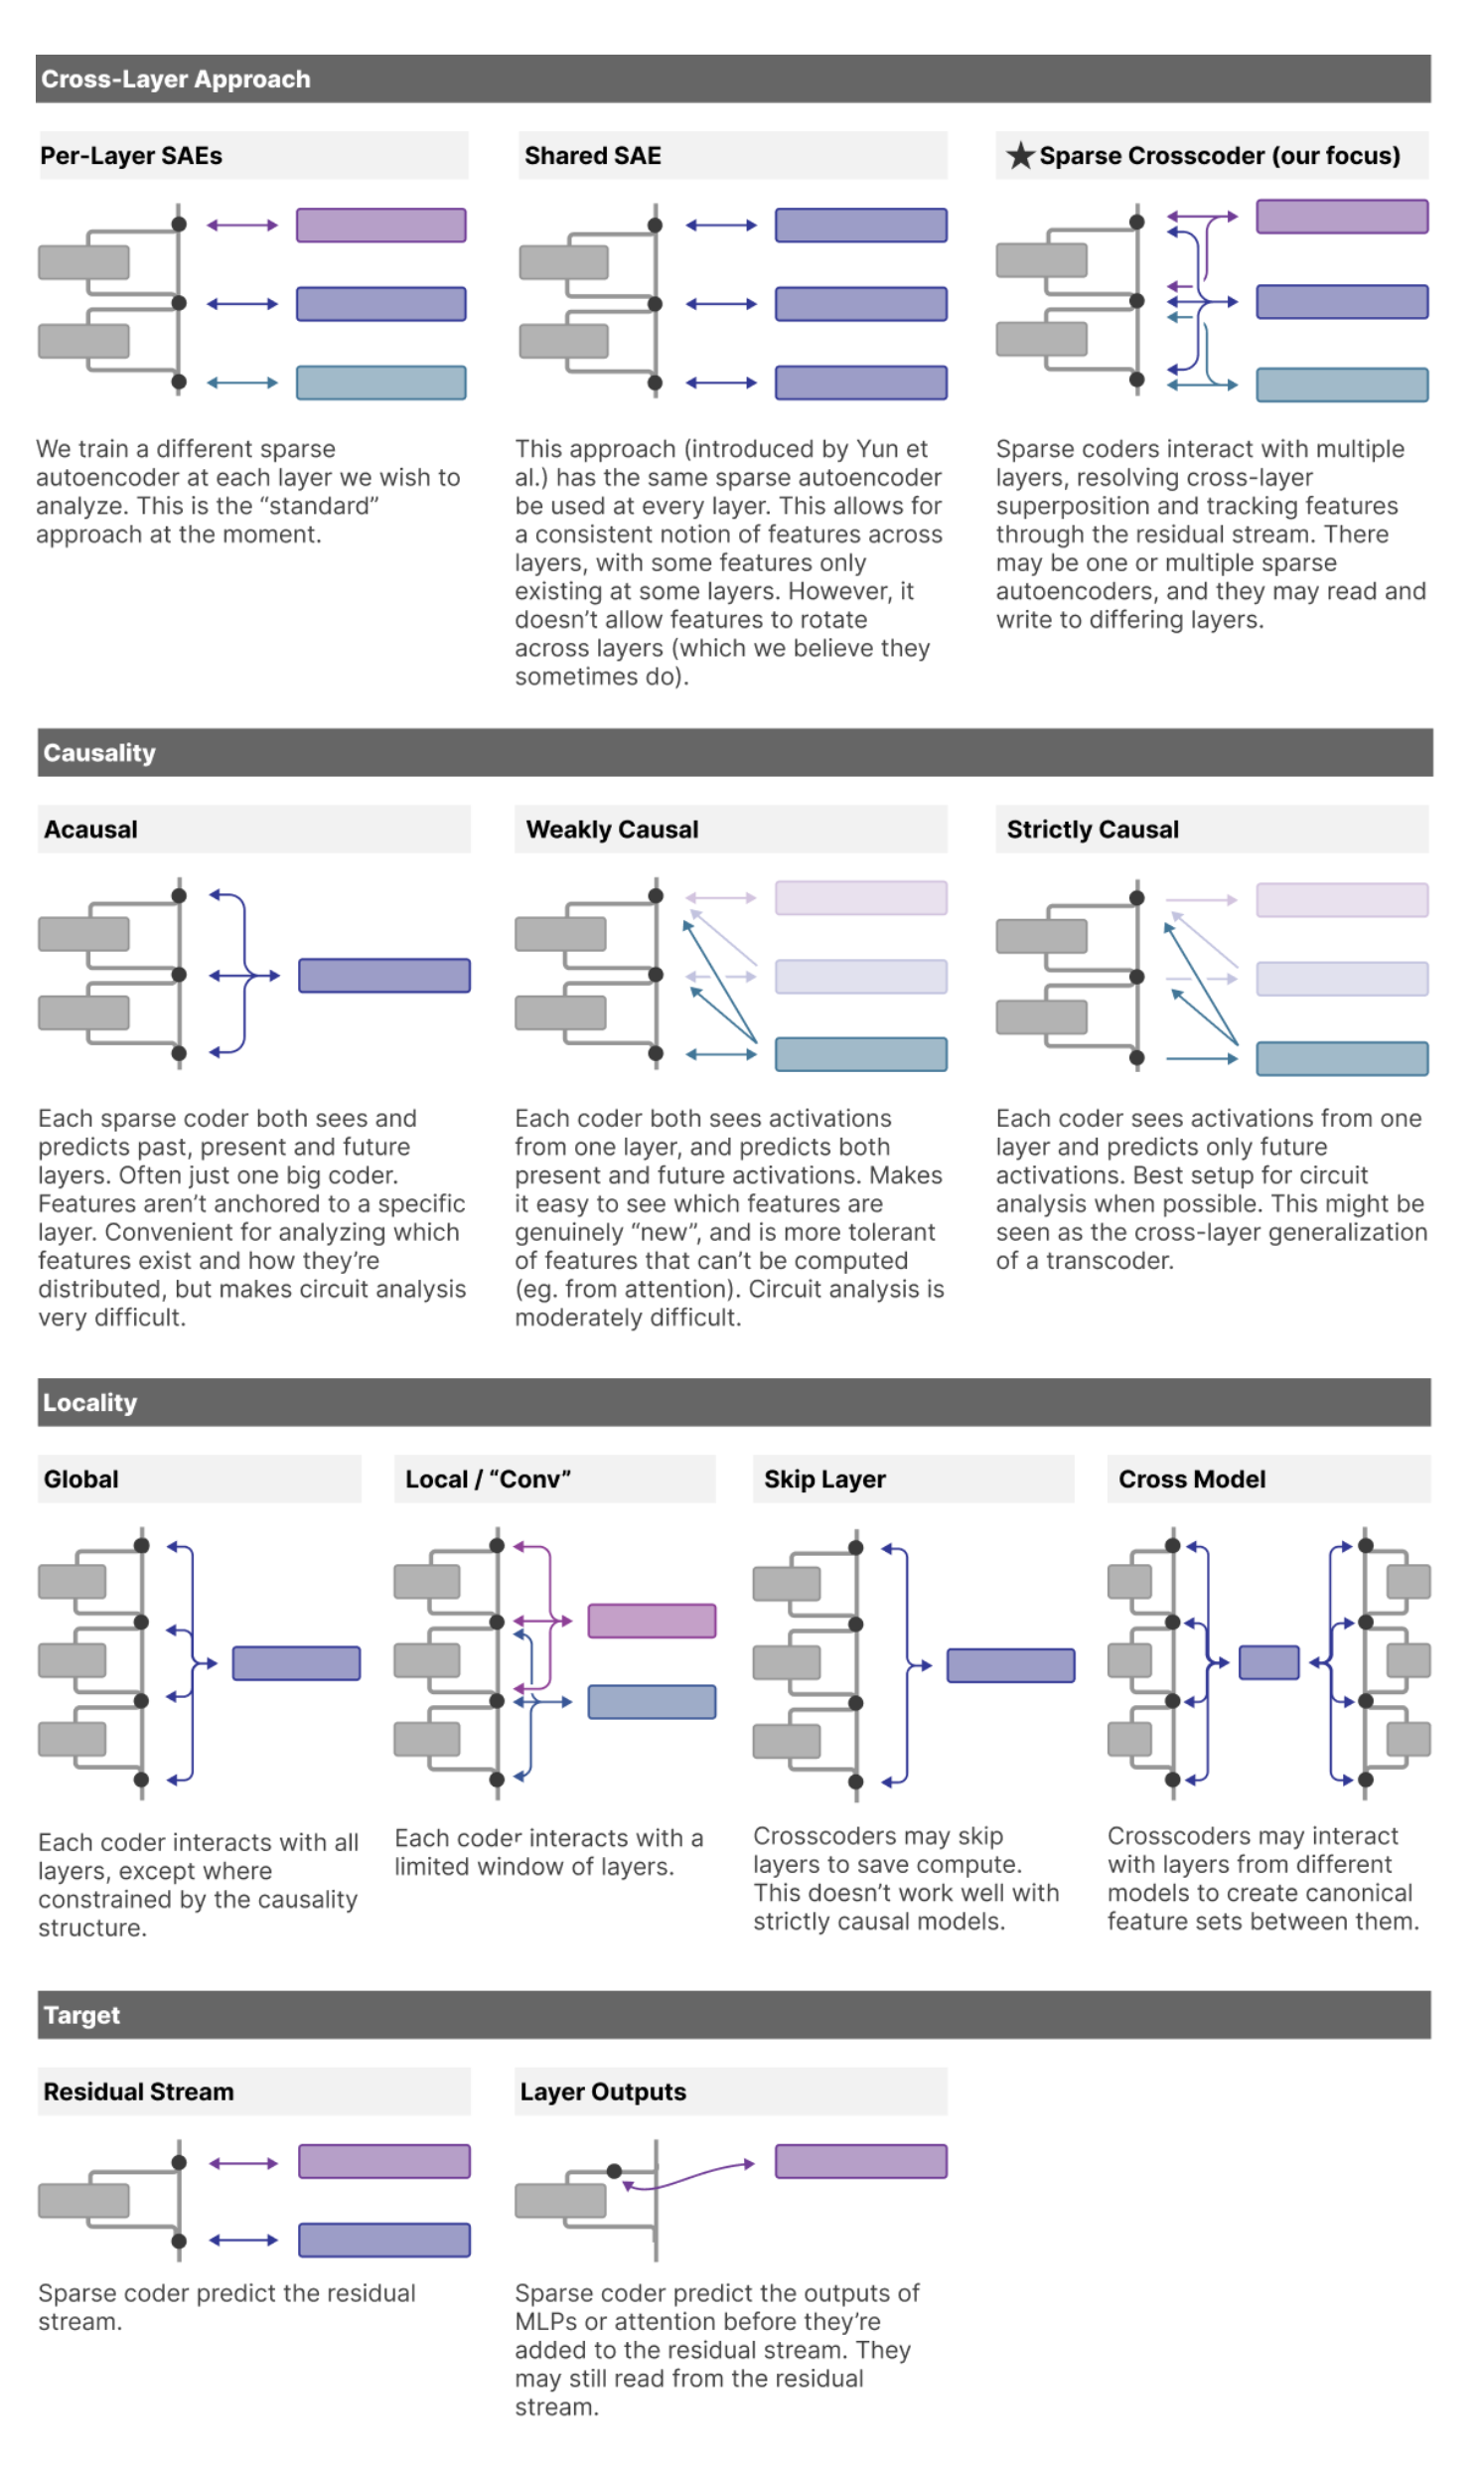 Cross-Layer Approach
Per-Layer SAEs
We train a different sparse
autoencoder at each layer we wish to
analyze. This is the “standard”
approach at the moment.
Shared SAE
This approach (introduced by Yun et
al.) has the same sparse autoencoder
be used at every layer. This allows for
a consistent notion of features across
layers, with some features only
existing at some layers. However, it
doesn’t allow features to rotate
across layers (which we believe they
sometimes do).
★ Sparse Crosscoder (our focus)
Sparse coders interact with multiple
layers, resolving cross-layer
superposition and tracking features
through the residual stream. There
may be one or multiple sparse
autoencoders, and they may read and
write to differing layers.
Causality
Acausal
Each sparse coder both sees and
predicts past, present and future
layers. Often just one big coder.
Features aren’t anchored to a specific
layer. Convenient for analyzing which
features exist and how they’re
distributed, but makes circuit analysis
very difficult.
Weakly Causal
Each coder both sees activations
from one layer, and predicts both
present and future activations. Makes
it easy to see which features are
genuinely “new”, and is more tolerant
of features that can’t be computed
(eg. from attention). Circuit analysis is
moderately difficult.
Strictly Causal
Each coder sees activations from one
layer and predicts only future
activations. Best setup for circuit
analysis when possible. This might be
seen as the cross-layer generalization
of a transcoder.
Locality
Global
Each coder interacts with all
layers, except where
constrained by the causality
structure.
Local / “Conv”
Each coder interacts with a
limited window of layers.
Skip Layer
Crosscoders may skip
layers to save compute.
This doesn’t work well with
strictly causal models.
Cross Model
Crosscoders may interact
with layers from different
models to create canonical
feature sets between them.
Target
Residual Stream
Sparse coder predict the residual
stream.
Layer Outputs
Sparse coder predict the outputs of
MLPs or attention before they’re
added to the residual stream. They
may still read from the residual
stream.